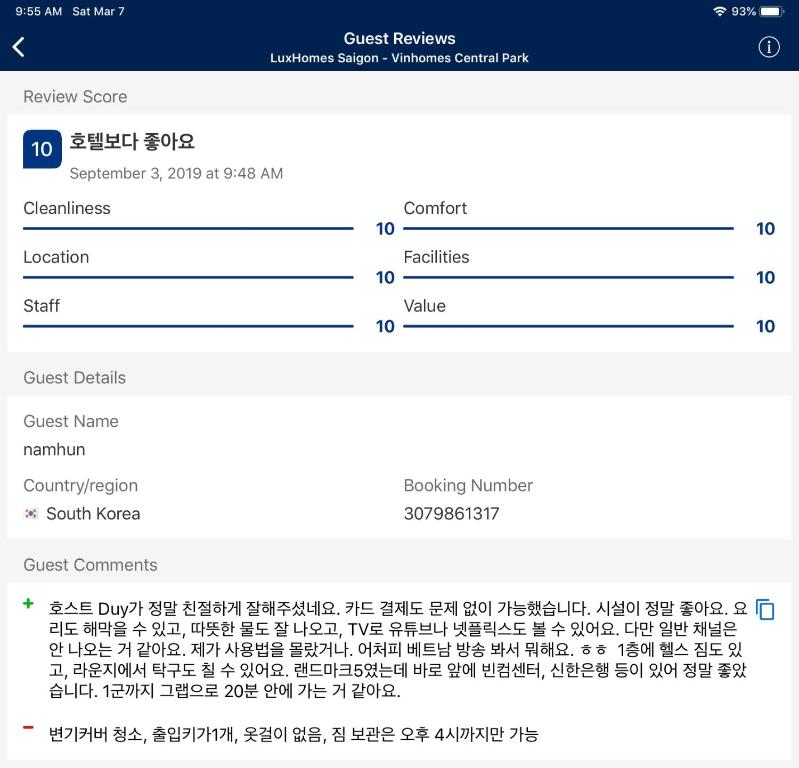 9:55 AM Sat Mar 7
93%
Guest Reviews
LuxHomes Saigon - Vinhomes Central Park
Review Score
10 호텔보다 좋아요
September 3, 2019 at 9:48 AM
Cleanliness 10 Comfort 10
Location 10 Facilities 10
Staff 10 Value 10
Guest Details
Guest Name
namhun
Country/region Booking Number
South Korea 3079861317
Guest Comments
+ 호스트 Duy가 정말 친절하게 잘해주셨네요. 카드 결제도 문제 없이 가능했습니다. 시설이 정말 좋아요. 요
리도 해막을 수 있고, 따뜻한 물도 잘 나오고, TV로 유튜브나 넷플릭스도 볼 수 있어요. 다만 일반 채널은
안 나오는 거 같아요. 제가 사용법을 몰랐거나. 어처피 베트남 방송 봐서 뭐해요. ㅎㅎ 1층에 헬스 짐도 있
고, 라운지에서 탁구도 칠 수 있어요. 랜드마크5였는데 바로 앞에 빈컴센터, 신한은행 등이 있어 정말 좋았
습니다. 1군까지 그랩으로 20분 안에 가는 거 같아요.
- 변기커버 청소, 출입키가1개, 옷걸이 없음, 짐 보관은 오후 4시까지만 가능